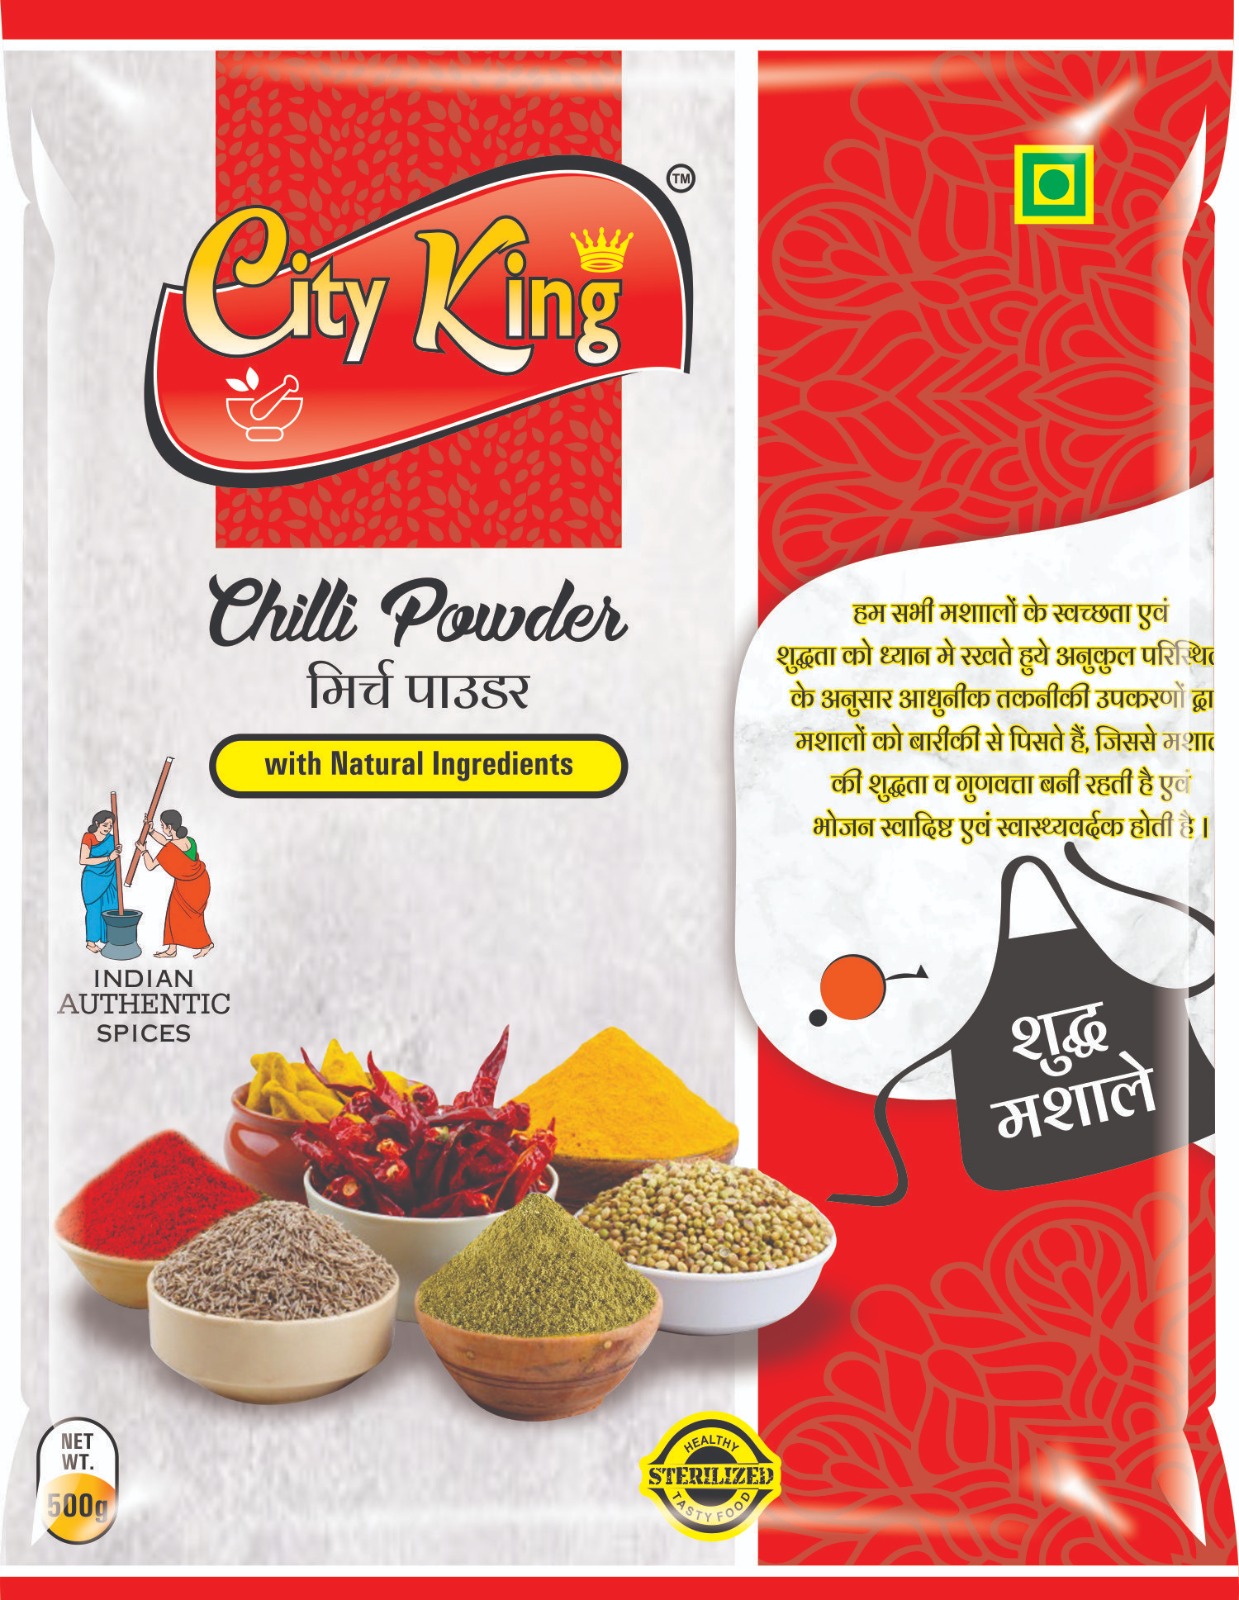 City King
TM
Chilli Powder
मिर्च पाउडर
with Natural Ingredients
INDIAN
AUTHENTIC
SPICES
NET
WT.
500g
HEALTHY
STERILIZED
TASTY FOOD
हम सभी मशाालों के स्वच्छता एवं
शुद्धता को ध्यान मे रखते हुये अनुकुल
के अनुसार आधुनीक तकनीकी उपकरणों
मशालों को बारीकी से पिसते हैं, जिससे
की शुद्धता व गुणवत्ता बनी रहती है एवं
भोजन स्वादिष्ट एवं स्वास्थ्यवर्दक होती है ।
शुद्ध
मशाले